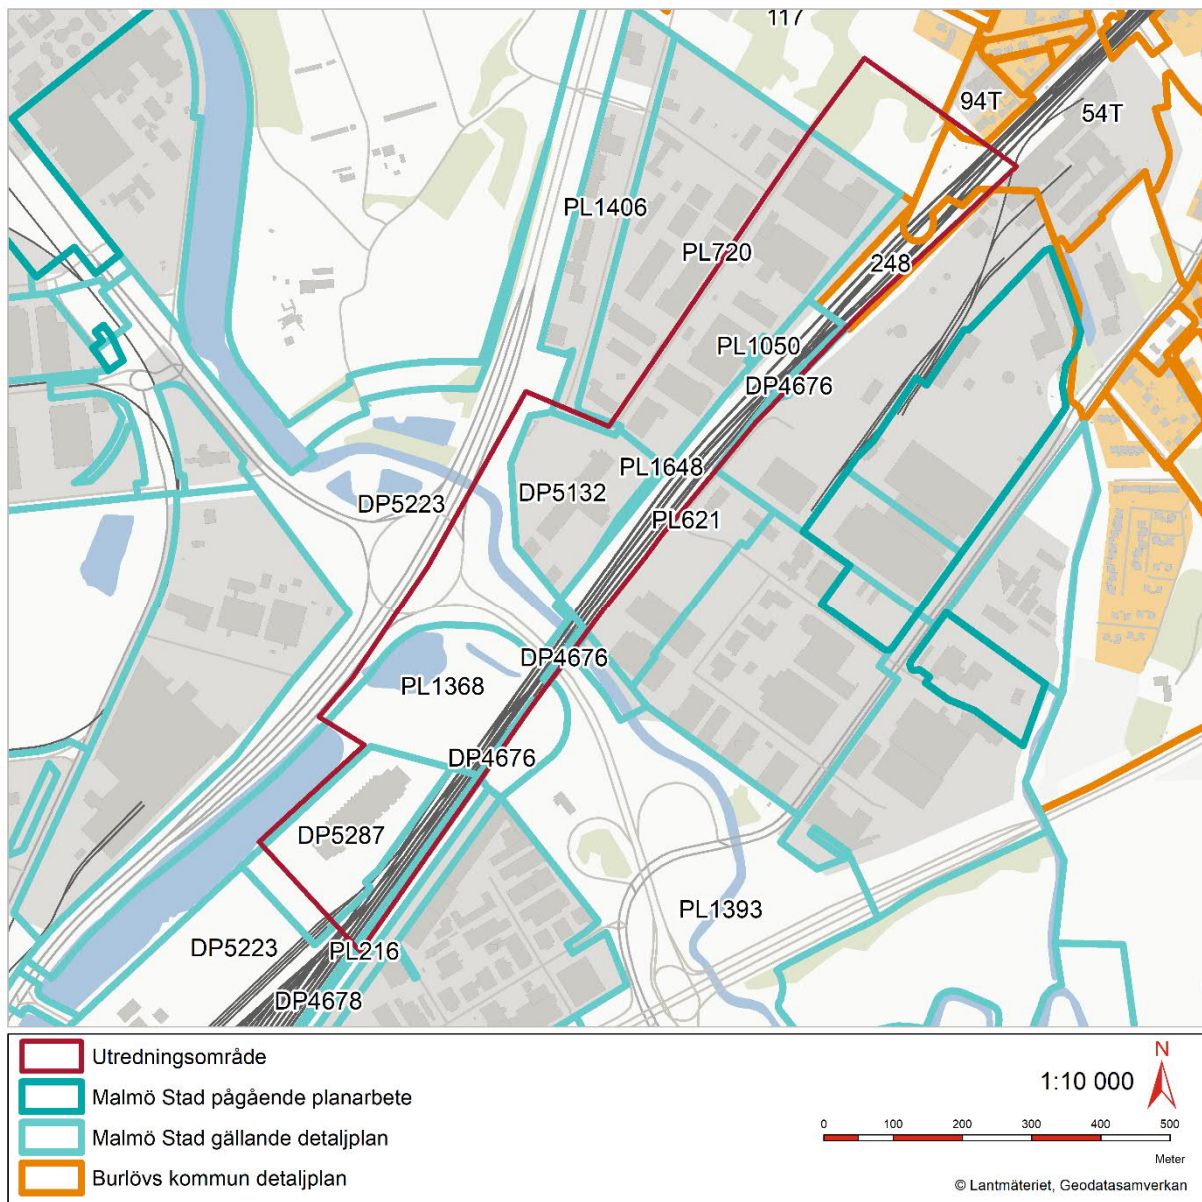 117
94T
54T
PL1406
PL720
248
PL1050
DP4676
PL1648
DP5223
DP5132
PL621
DP4676
PL1368
DP4676
DP5287
PL1393
DP5223
PL216
DP4678
Utredningsområde
Malmö Stad pågående planarbete
Malmö Stad gällande detaljplan
Burlövs kommun detaljplan
N
1:10 000
0 100 200 300 400 500
Meter
© Lantmäteriet, Geodatasamverkan